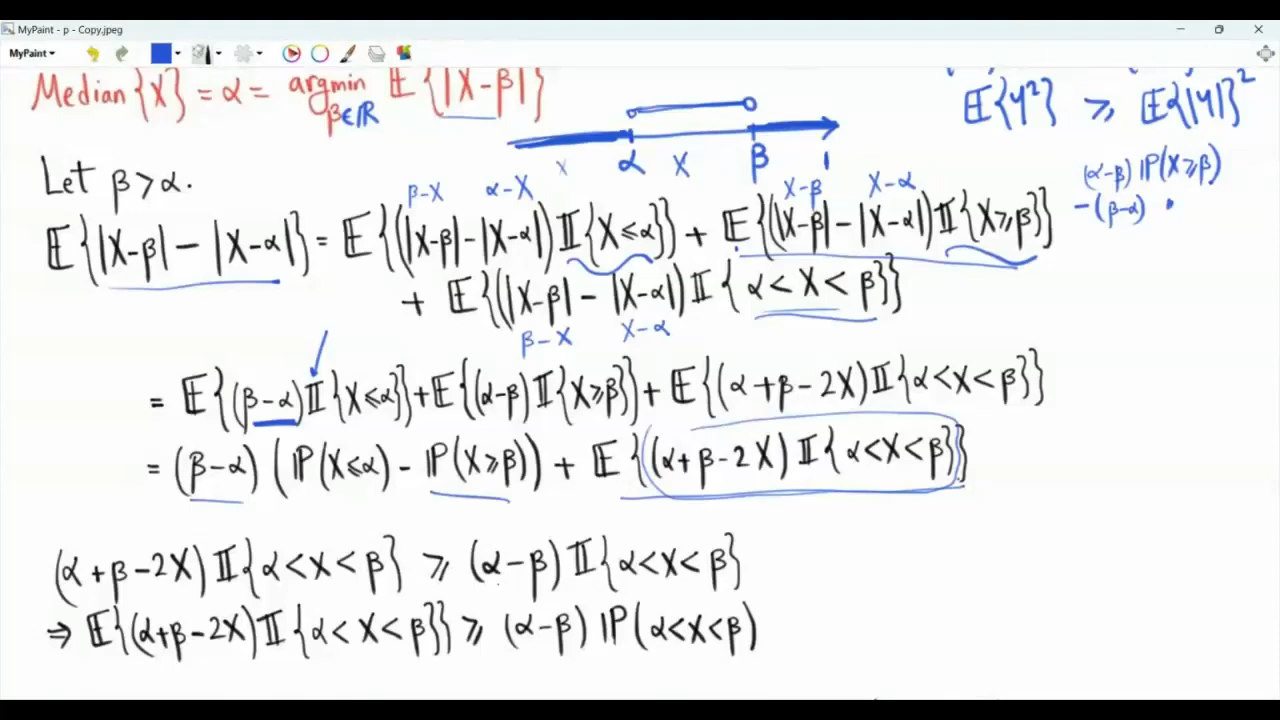 MyPaint - p - Copy.jpeg
MyPaint
Median{X} = α = argmin E{|X-β|}
β∈ℝ
𝔼{Y²} ⩾ 𝔼{|Y|}²
α X β
X
Let β > α.
β-X α-X X-β X-α
(α-β) ℙ(X⩾β)
-(β-α)
𝔼{|X-β| - |X-α|} = 𝔼{(|X-β| - |X-α|) 𝕀{X⩽α}} + 𝔼{(|X-β| - |X-α|) 𝕀{X⩾β}}
+ 𝔼{(|X-β| - |X-α|) 𝕀{α < X < β}}
β-X X-α
= 𝔼{(β-α) 𝕀{X⩽α}} + 𝔼{(α-β) 𝕀{X⩾β}} + 𝔼{(α+β-2X) 𝕀{α<X<β}}
= (β-α) (ℙ(X⩽α) - ℙ(X⩾β)) + 𝔼{(α+β-2X) 𝕀{α<X<β}}
(α+β-2X) 𝕀{α<X<β} ⩾ (α-β) 𝕀{α<X<β}
⇒ 𝔼{(α+β-2X) 𝕀{α<X<β}} ⩾ (α-β) ℙ(α<X<β)